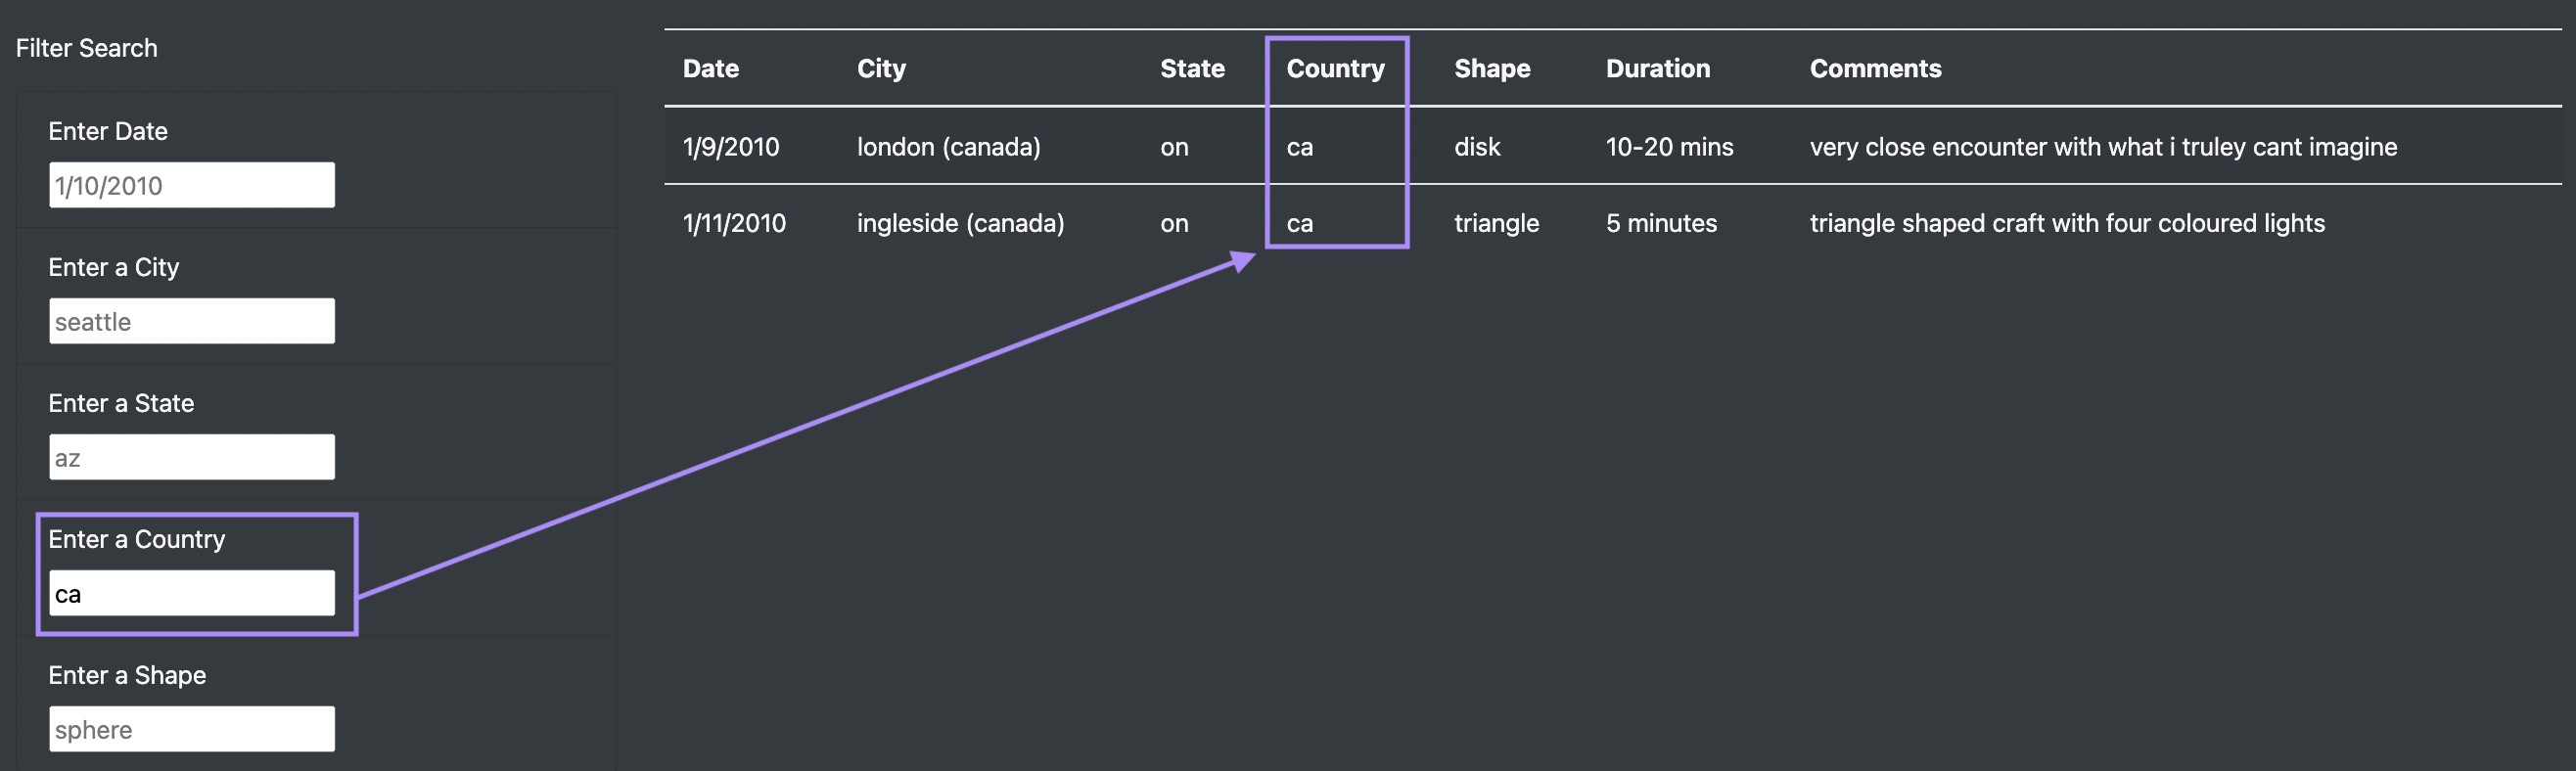 Filter Search
Enter Date
1/10/2010
Enter a City
seattle
Enter a State
az
Enter a Country
ca
Enter a Shape
sphere
Date City State Country Shape Duration Comments
1/9/2010 london (canada) on ca disk 10-20 mins very close encounter with what i truley cant imagine
1/11/2010 ingleside (canada) on ca triangle 5 minutes triangle shaped craft with four coloured lights